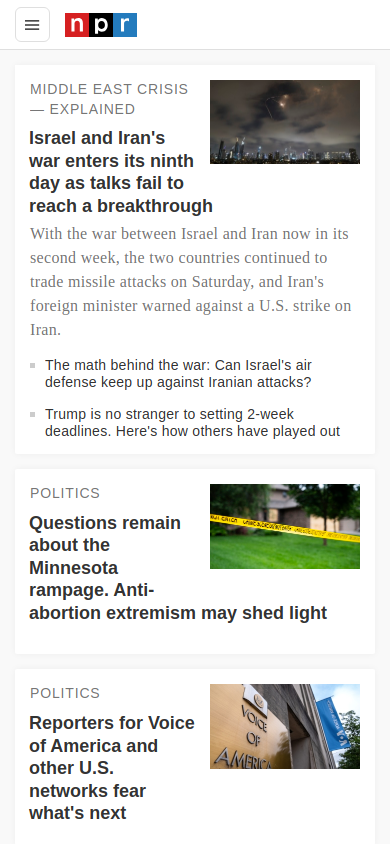 npr
MIDDLE EAST CRISIS
— EXPLAINED
Israel and Iran's
war enters its ninth
day as talks fail to
reach a breakthrough
With the war between Israel and Iran now in its
second week, the two countries continued to
trade missile attacks on Saturday, and Iran's
foreign minister warned against a U.S. strike on
Iran.
The math behind the war: Can Israel's air
defense keep up against Iranian attacks?
Trump is no stranger to setting 2-week
deadlines. Here's how others have played out
POLITICS
Questions remain
about the
Minnesota
rampage. Anti-
abortion extremism may shed light
POLITICS
Reporters for Voice
of America and
other U.S.
networks fear
what's next
VOICE
OF
AMERICA